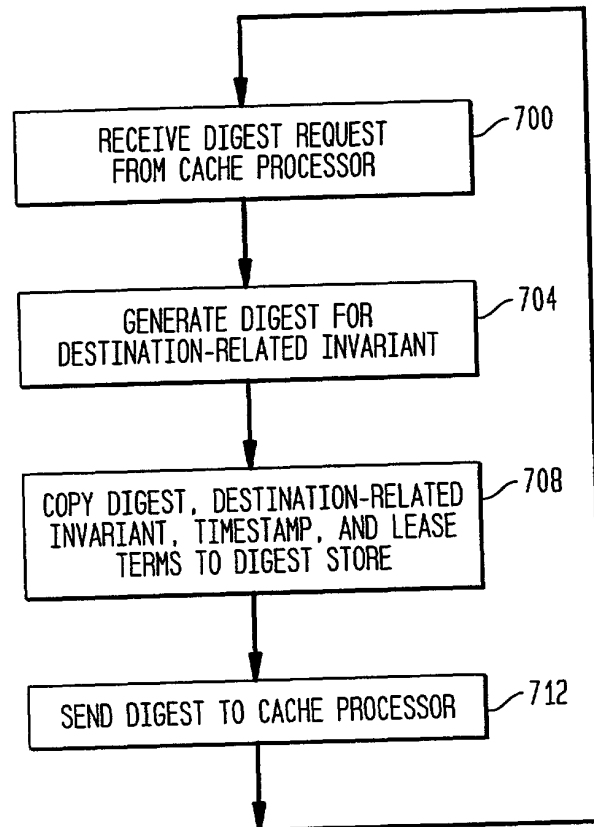 RECEIVE DIGEST REQUEST
FROM CACHE PROCESSOR
700
GENERATE DIGEST FOR
DESTINATION-RELATED INVARIANT
704
COPY DIGEST, DESTINATION-RELATED
INVARIANT, TIMESTAMP, AND LEASE
TERMS TO DIGEST STORE
708
SEND DIGEST TO CACHE PROCESSOR
712